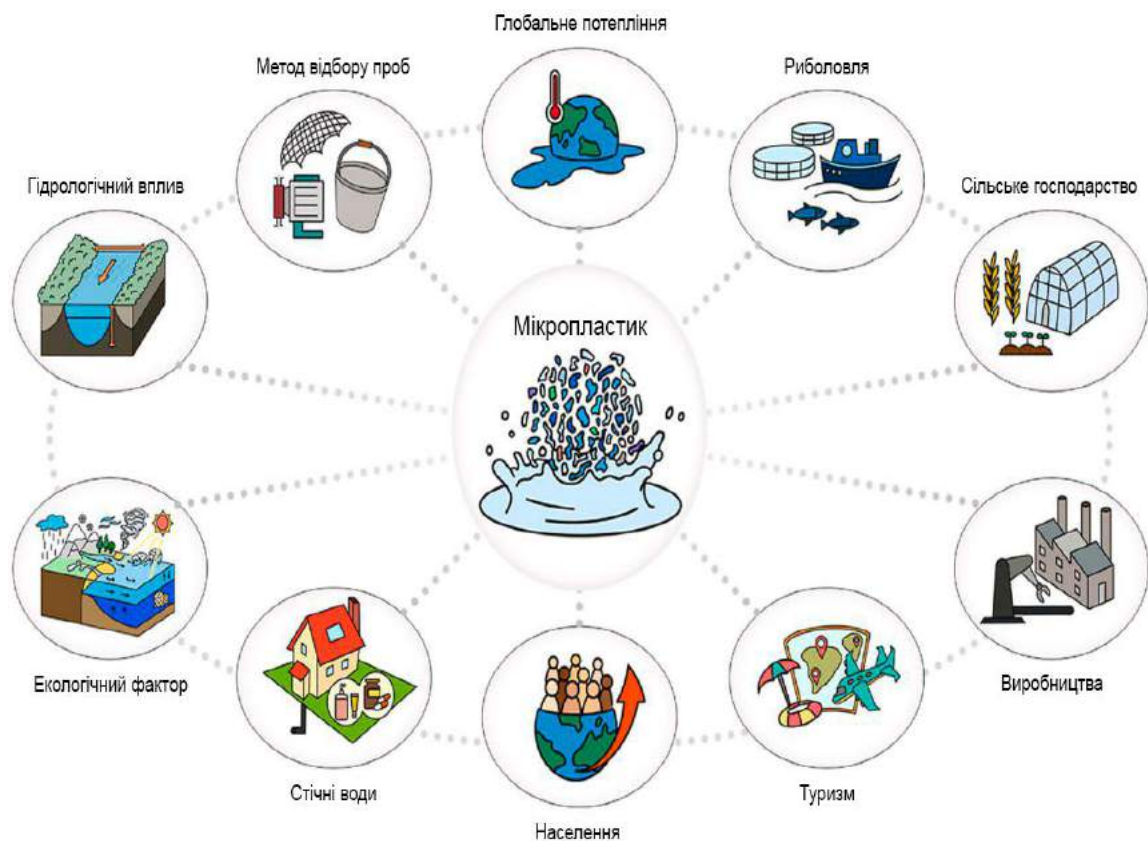 Глобальне потепління
Метод відбору проб
Риболовля
Гідрологічний вплив
Сільське господарство
Мікропластик
Екологічний фактор
Виробництва
Стічні води
Туризм
Населення